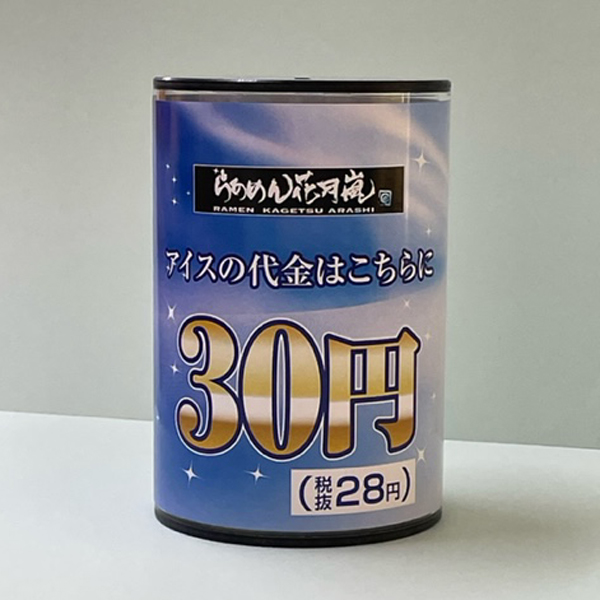 らあめん花月嵐
RAMEN KAGETSU ARASHI
アイスの代金はこちらに
30円
(税抜28円)